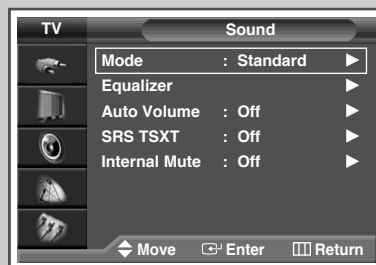 TV Sound
Mode : Standard
Equalizer
Auto Volume : Off
SRS TSXT : Off
Internal Mute : Off
Move Enter Return